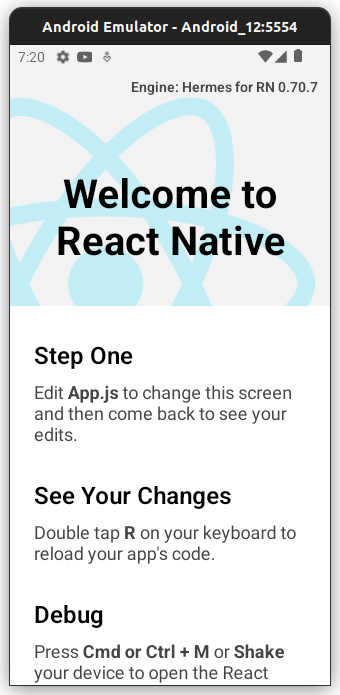 Android Emulator - Android_12:5554
7:20
Engine: Hermes for RN 0.70.7
Welcome to
React Native
Step One
Edit App.js to change this screen
and then come back to see your
edits.
See Your Changes
Double tap R on your keyboard to
reload your app's code.
Debug
Press Cmd or Ctrl + M or Shake
your device to open the React